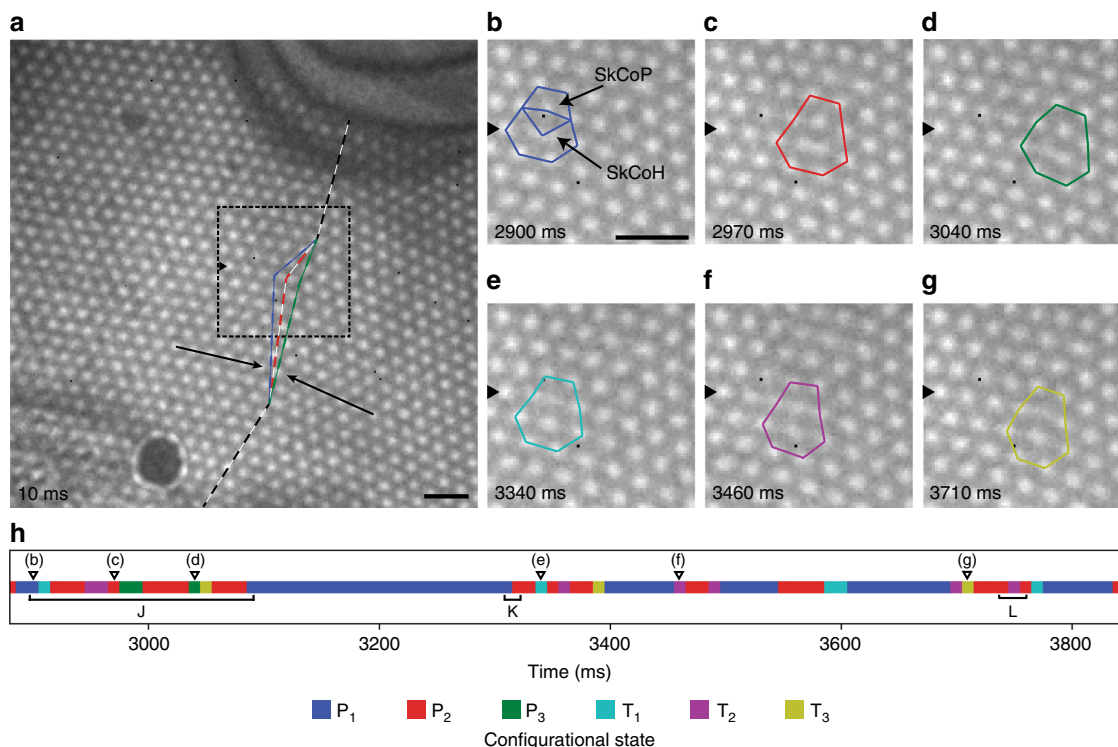 a
10 ms
b
SkCoP
SkCoH
2900 ms
c
2970 ms
d
3040 ms
e
3340 ms
f
3460 ms
g
3710 ms
h
(b) (c) (d) (e) (f) (g)
J K L
3000 3200 3400 3600 3800
Time (ms)
P1 P2 P3 T1 T2 T3
Configurational state